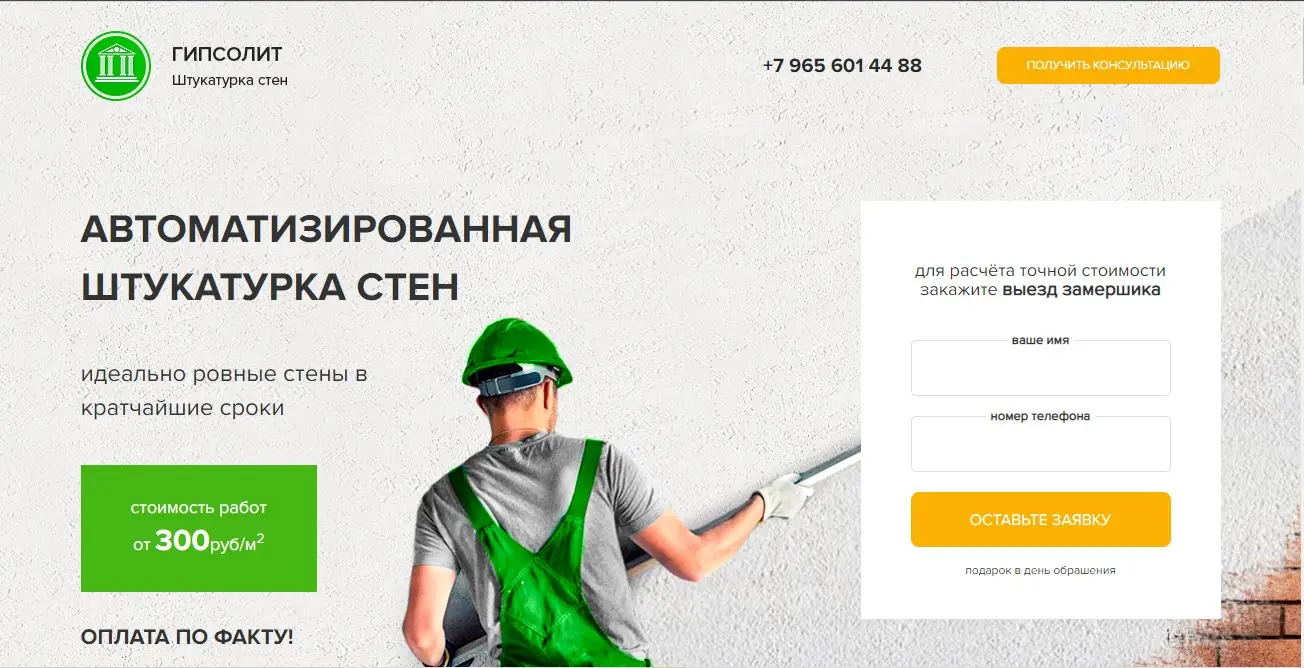 ГИПСОЛИТ
Штукатурка стен
+7 965 601 44 88
ПОЛУЧИТЬ КОНСУЛЬТАЦИЮ
АВТОМАТИЗИРОВАННАЯ
ШТУКАТУРКА СТЕН
идеально ровные стены в
кратчайшие сроки
стоимость работ
от 300руб/м²
ОПЛАТА ПО ФАКТУ!
для расчёта точной стоимости
закажите выезд замершика
ваше имя
номер телефона
ОСТАВЬТЕ ЗАЯВКУ
подарок в день обрашения